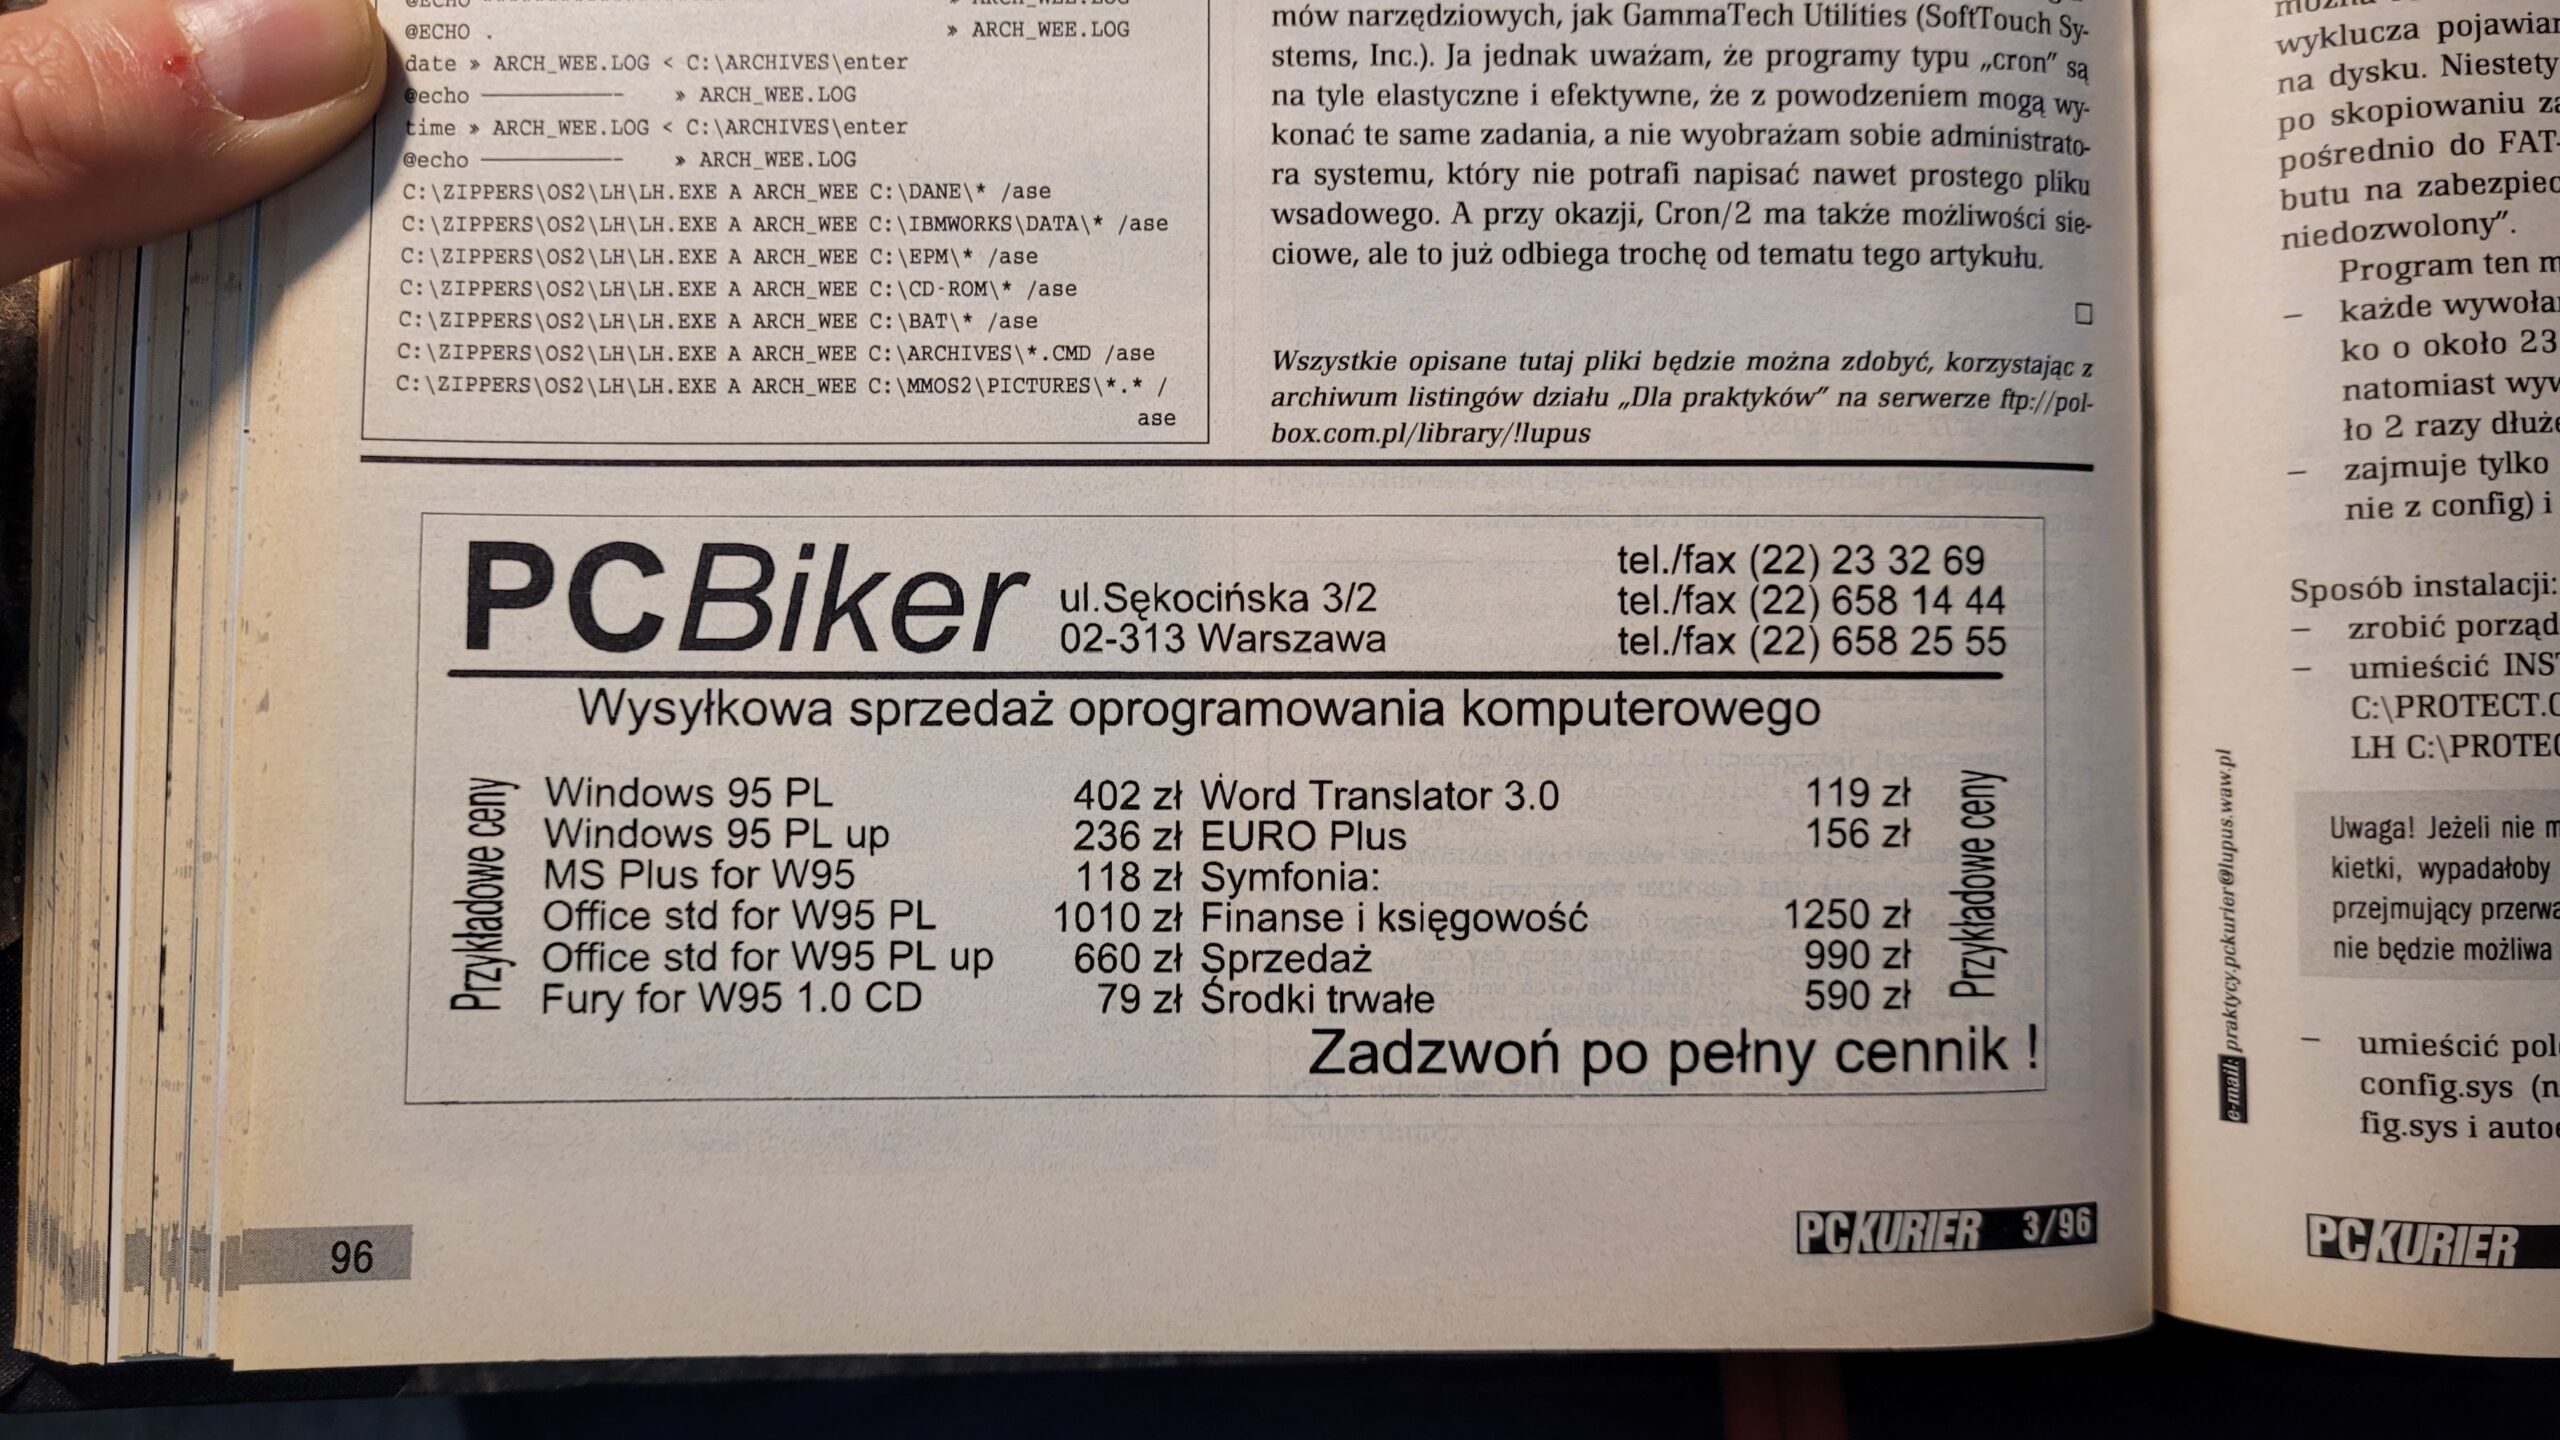 @ECHO . » ARCH_WEE.LOG
date » ARCH_WEE.LOG < C:\ARCHIVES\enter
@echo ─────────── » ARCH_WEE.LOG
time » ARCH_WEE.LOG < C:\ARCHIVES\enter
@echo ─────────── » ARCH_WEE.LOG
C:\ZIPPERS\OS2\LH\LH.EXE A ARCH_WEE C:\DANE\* /ase
C:\ZIPPERS\OS2\LH\LH.EXE A ARCH_WEE C:\IBMWORKS\DATA\* /ase
C:\ZIPPERS\OS2\LH\LH.EXE A ARCH_WEE C:\EPM\* /ase
C:\ZIPPERS\OS2\LH\LH.EXE A ARCH_WEE C:\CD-ROM\* /ase
C:\ZIPPERS\OS2\LH\LH.EXE A ARCH_WEE C:\BAT\* /ase
C:\ZIPPERS\OS2\LH\LH.EXE A ARCH_WEE C:\ARCHIVES\*.CMD /ase
C:\ZIPPERS\OS2\LH\LH.EXE A ARCH_WEE C:\MMOS2\PICTURES\*.* /
ase
mów narzędziowych, jak GammaTech Utilities (SoftTouch Sy-
stems, Inc.). Ja jednak uważam, że programy typu „cron” są
na tyle elastyczne i efektywne, że z powodzeniem mogą wy-
konać te same zadania, a nie wyobrażam sobie administrato-
ra systemu, który nie potrafi napisać nawet prostego pliku
wsadowego. A przy okazji, Cron/2 ma także możliwości sie-
ciowe, ale to już odbiega trochę od tematu tego artykułu.
Wszystkie opisane tutaj pliki będzie można zdobyć, korzystając z
archiwum listingów działu „Dla praktyków” na serwerze ftp://pol-
box.com.pl/library/!lupus
PCBiker
ul.Sękocińska 3/2
02-313 Warszawa
tel./fax (22) 23 32 69
tel./fax (22) 658 14 44
tel./fax (22) 658 25 55
Wysyłkowa sprzedaż oprogramowania komputerowego
Przykładowe ceny
Windows 95 PL 402 zł
Windows 95 PL up 236 zł
MS Plus for W95 118 zł
Office std for W95 PL 1010 zł
Office std for W95 PL up 660 zł
Fury for W95 1.0 CD 79 zł
Word Translator 3.0 119 zł
EURO Plus 156 zł
Symfonia:
Finanse i księgowość 1250 zł
Sprzedaż 990 zł
Środki trwałe 590 zł
Przykładowe ceny
Zadzwoń po pełny cennik !
96
PCKURIER 3/96
wyklucza
na dysku. Niestety
po skopiowaniu
pośrednio do FAT-
butu na
niedozwolony”.
Program ten
– każde
ko o około 23
natomiast
ło 2 razy
– zajmuje tylko
nie z config) i
Sposób instalacji:
– zrobić
– umieścić
C:\PROTECT.
LH
Uwaga! Jeżeli nie
kietki, wypadałoby
przejmujący
nie będzie możliwa
– umieścić
config.sys
fig.sys i
e-mail: praktycy.pckurier@lupus.waw.pl
PCKURIER